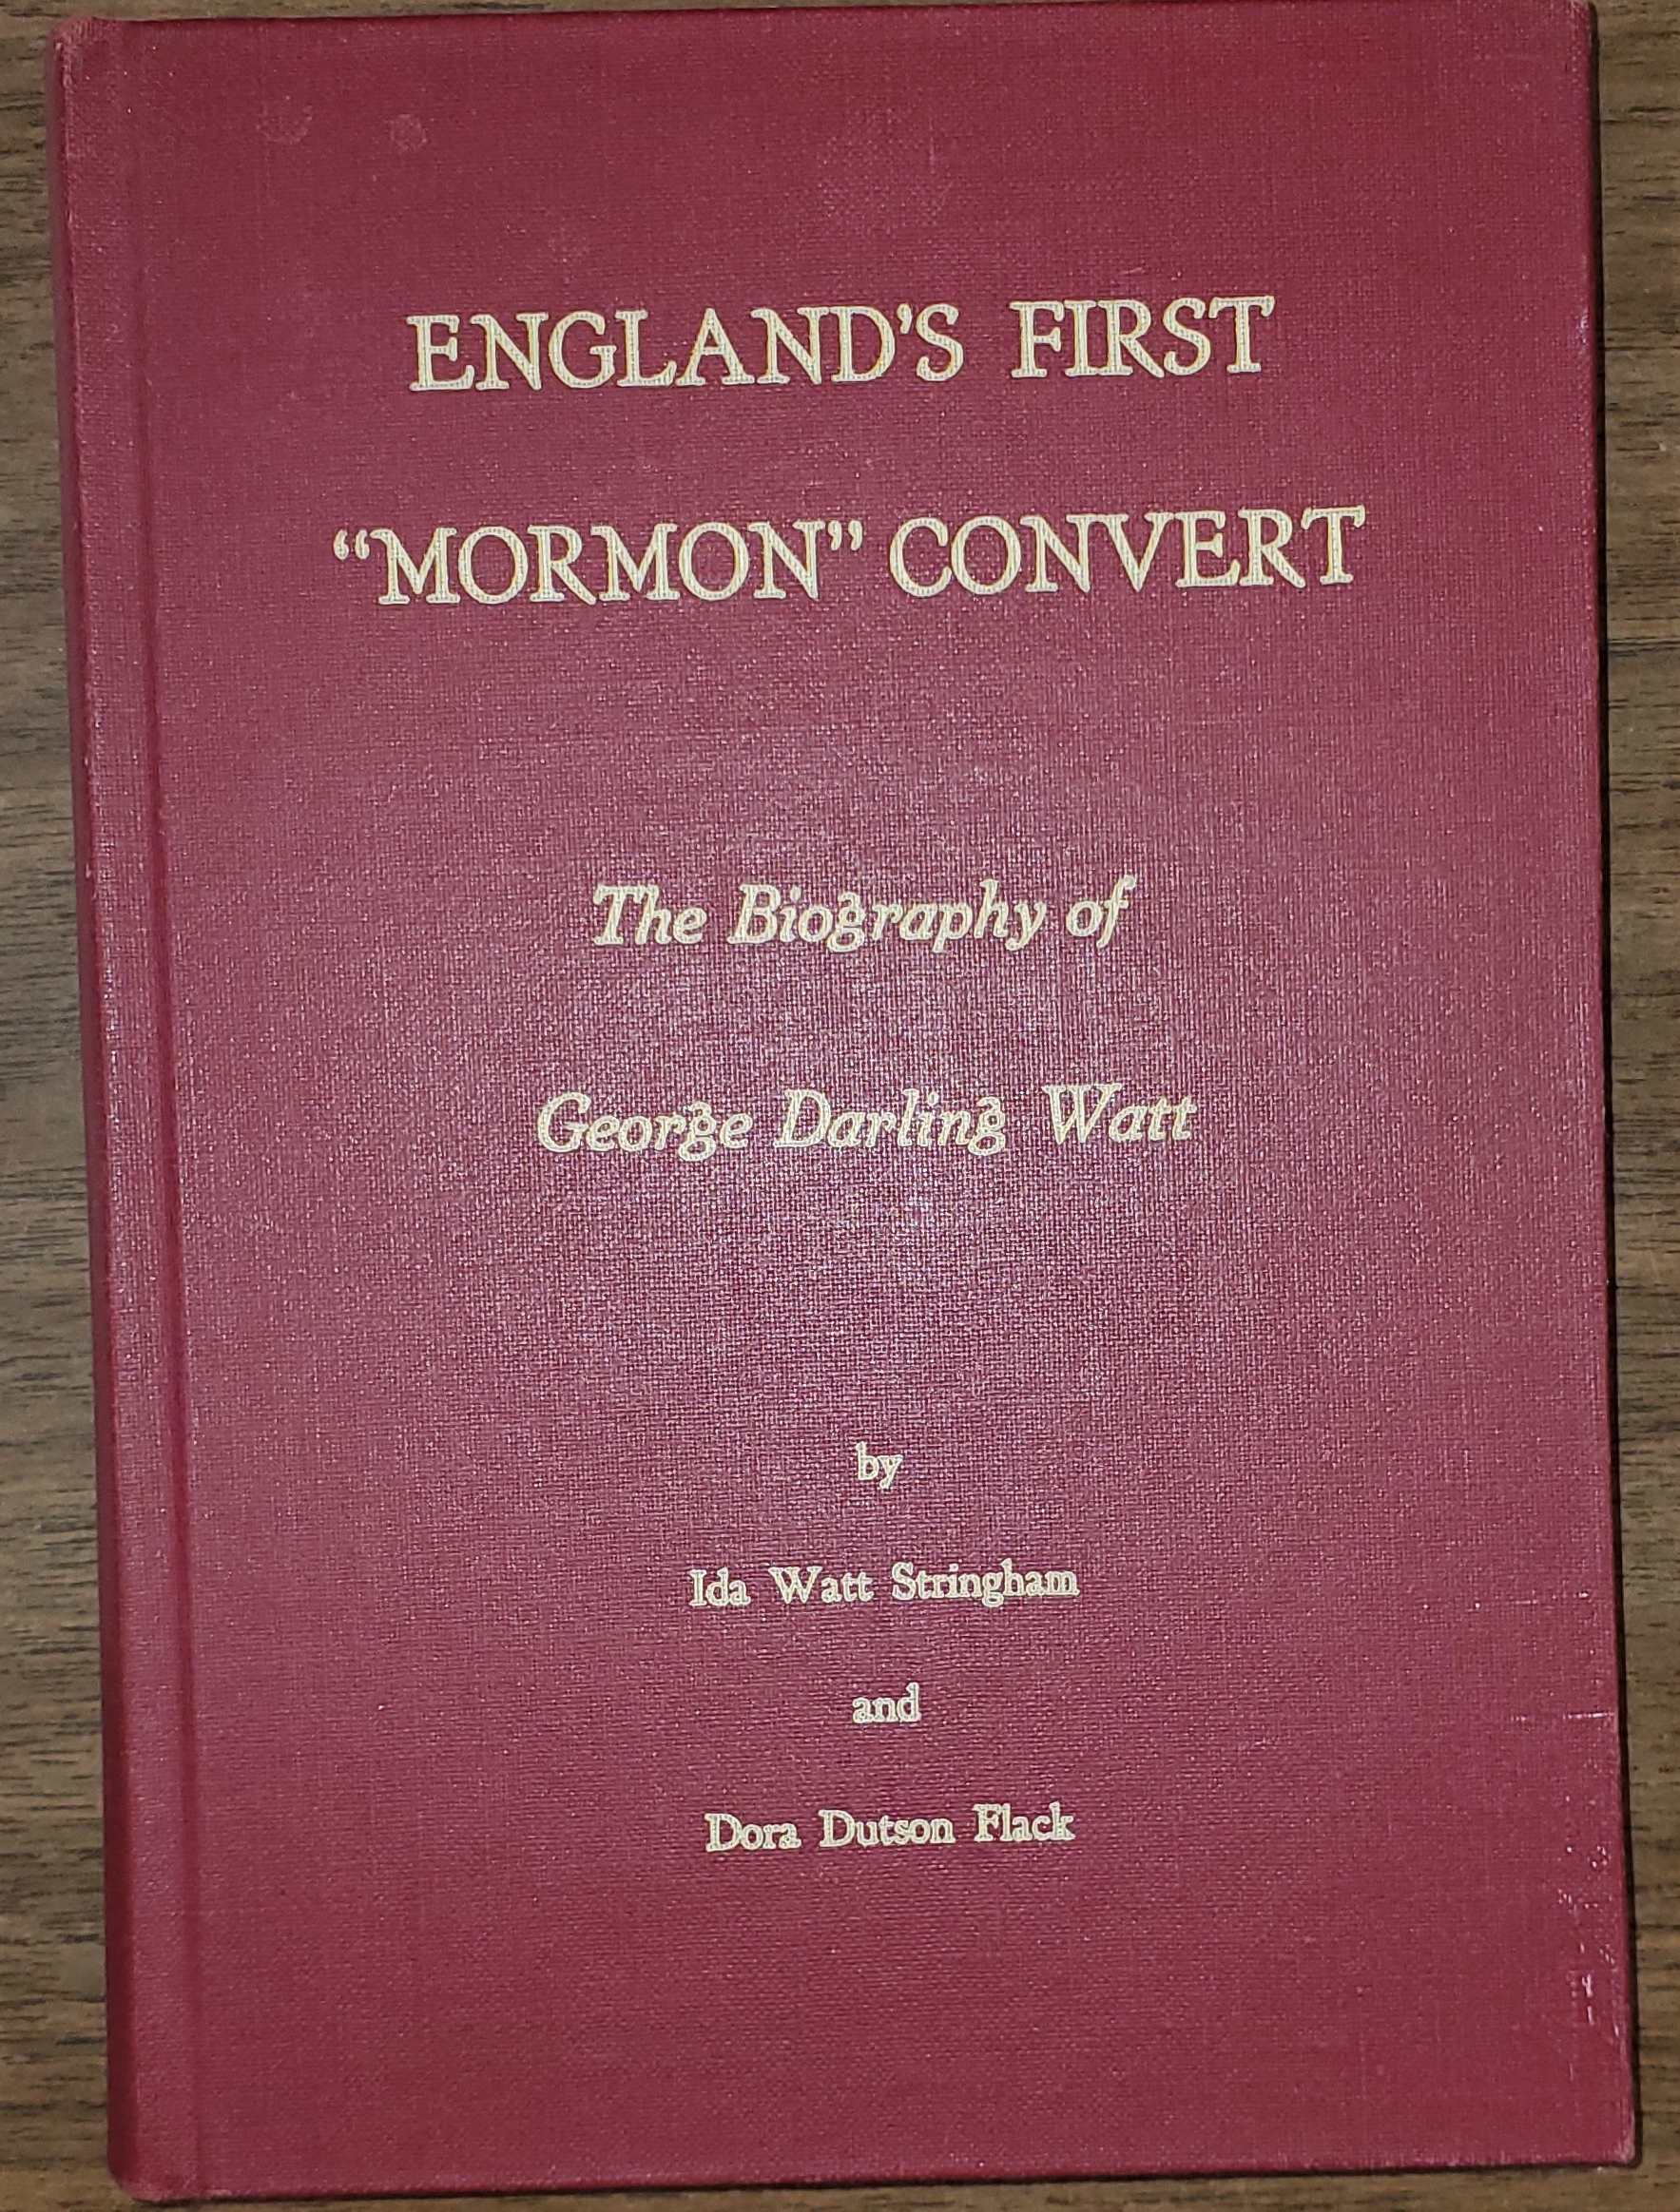 ENGLAND'S FIRST
“MORMON” CONVERT
The Biography of
George Darling Watt
by
Ida Watt Stringham
and
Dora Dutson Flack